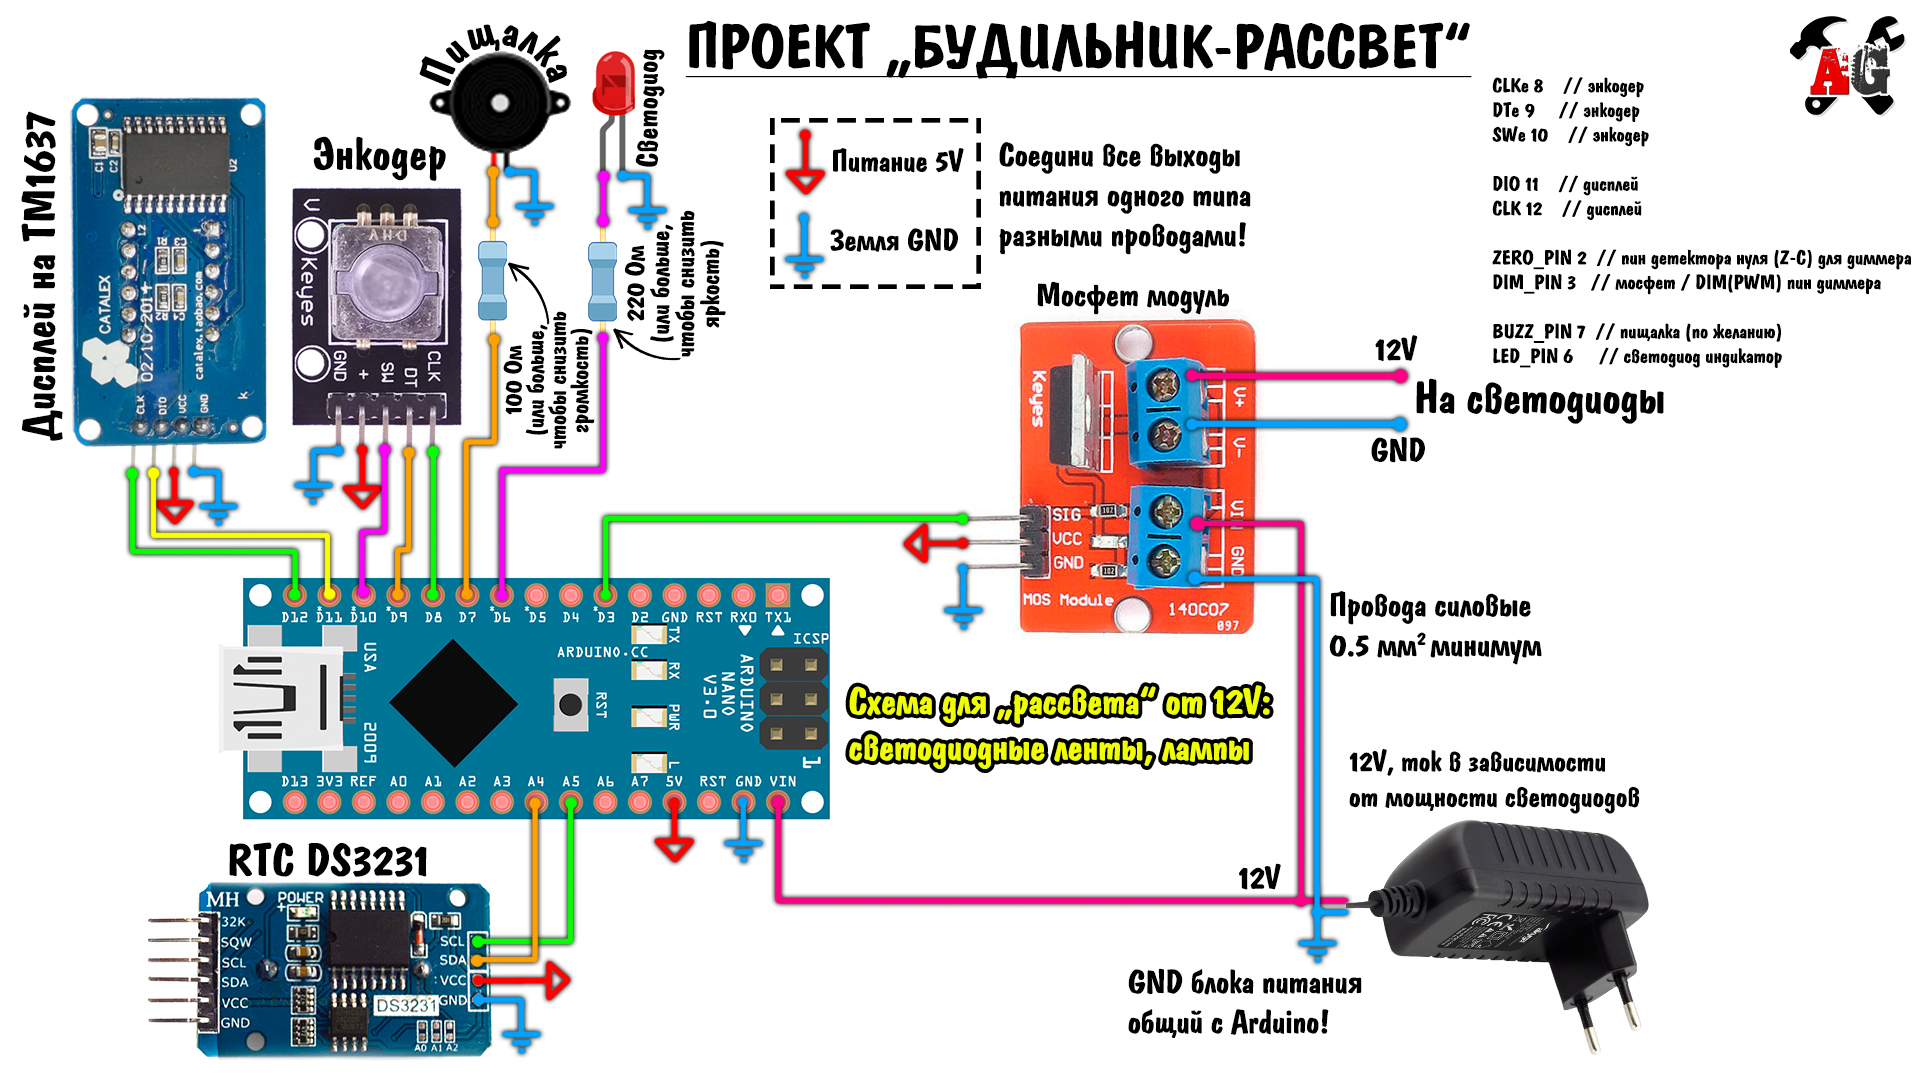 ПРОЕКТ „БУДИЛЬНИК-РАССВЕТ“
AG
CLKe 8 // энкодер
DTe 9 // энкодер
SWe 10 // энкодер
DIO 11 // дисплей
CLK 12 // дисплей
ZERO_PIN 2 // пин детектора нуля (Z-C) для диммера
DIM_PIN 3 // мосфет / DIM(PWM) пин диммера
BUZZ_PIN 7 // пищалка (по желанию)
LED_PIN 6 // светодиод индикатор
Питание 5V
Земля GND
Соедини все выходы
питания одного типа
разными проводами!
Пищалка
Светодиод
100 Ом
(или больше,
чтобы снизить
громкость)
220 Ом
(или больше,
чтобы снизить
яркость)
Дисплей на TM1637
C1 C2
U2
12
CATALEX
02/10/2014
catalex.taobao.com
CLK DIO VCC GND
Энкодер
Keyes
GND + SW DT CLK
Мосфет модуль
Keyes
V+
V-
VIN
GND
SIG
VCC
GND
102
102
MOS Module
140C07
097
12V
На светодиоды
GND
Провода силовые
0.5 мм² минимум
D12 *D11 *D10 *D9 D8 D7 *D6 *D5 D4 *D3 D2 GND RST RX0 TX1
USA
2009
ARDUINO.CC
RST
TX
RX
PWR
L
ARDUINO
NANO
V3.0
ICSP
1
D13 3V3 REF A0 A1 A2 A3 A4 A5 A6 A7 5V RST GND VIN
Схема для „рассвета“ от 12V:
светодиодные ленты, лампы
12V, ток в зависимости
от мощности светодиодов
12V
GND блока питания
общий с Arduino!
RTC DS3231
MH
POWER
+
32K
SQW
SCL
SDA
VCC
GND
SCL
SDA
VCC
GND
DS3231
A0 A1 A2